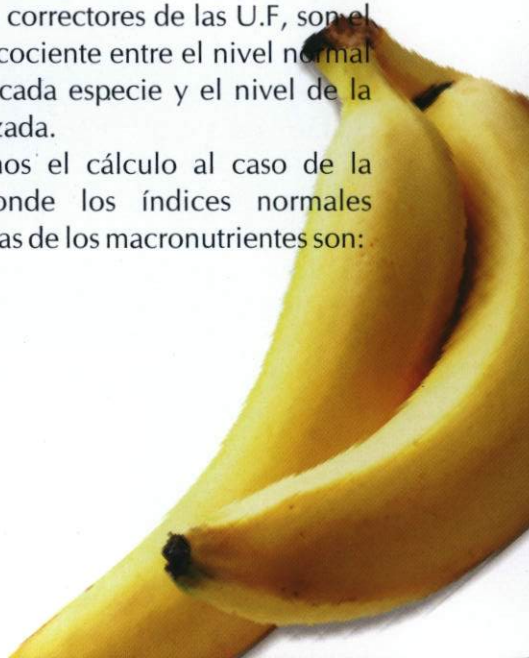 correctores de las U.F, son el
cociente entre el nivel normal
cada especie y el nivel de la
zada.
os el cálculo al caso de la
onde los índices normales
as de los macronutrientes son: